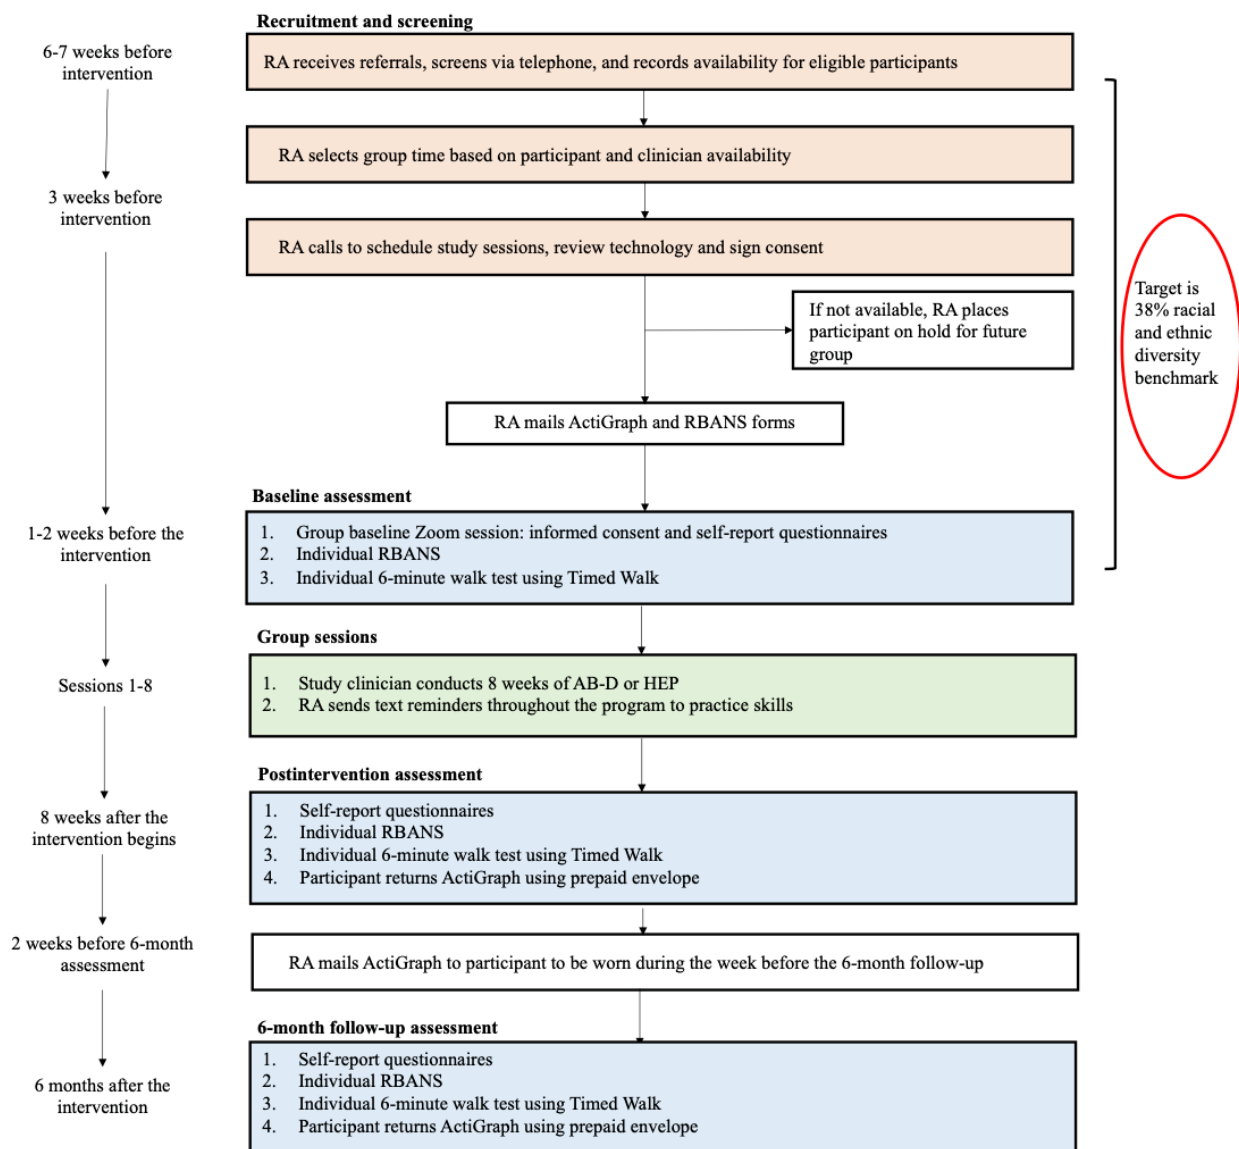 Recruitment and screening
6-7 weeks before
intervention
RA receives referrals, screens via telephone, and records availability for eligible participants
RA selects group time based on participant and clinician availability
3 weeks before
intervention
RA calls to schedule study sessions, review technology and sign consent
If not available, RA places
participant on hold for future
group
Target is
38% racial
and ethnic
diversity
benchmark
RA mails ActiGraph and RBANS forms
Baseline assessment
1-2 weeks before the
intervention
1. Group baseline Zoom session: informed consent and self-report questionnaires
2. Individual RBANS
3. Individual 6-minute walk test using Timed Walk
Group sessions
Sessions 1-8
1. Study clinician conducts 8 weeks of AB-D or HEP
2. RA sends text reminders throughout the program to practice skills
Postintervention assessment
8 weeks after the
intervention begins
1. Self-report questionnaires
2. Individual RBANS
3. Individual 6-minute walk test using Timed Walk
4. Participant returns ActiGraph using prepaid envelope
2 weeks before 6-month
assessment
RA mails ActiGraph to participant to be worn during the week before the 6-month follow-up
6-month follow-up assessment
6 months after the
intervention
1. Self-report questionnaires
2. Individual RBANS
3. Individual 6-minute walk test using Timed Walk
4. Participant returns ActiGraph using prepaid envelope